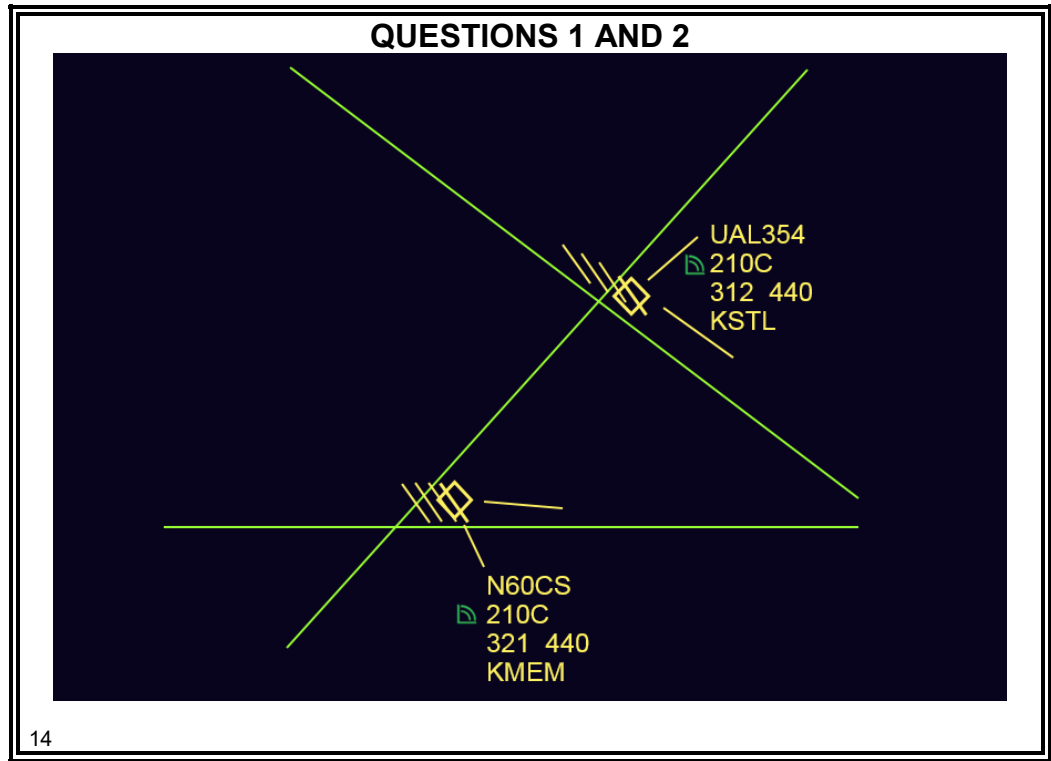 QUESTIONS 1 AND 2
UAL354
210C
312 440
KSTL
N60CS
210C
321 440
KMEM
14